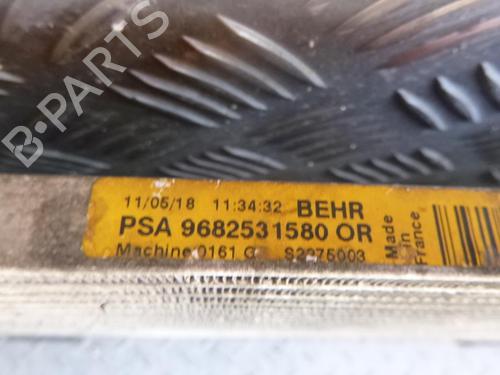 B-PARTS
11/05/18 11:34:32 BEHR
PSA 9682531580 OR
Machine 0161 C S2275003
Made
in
France